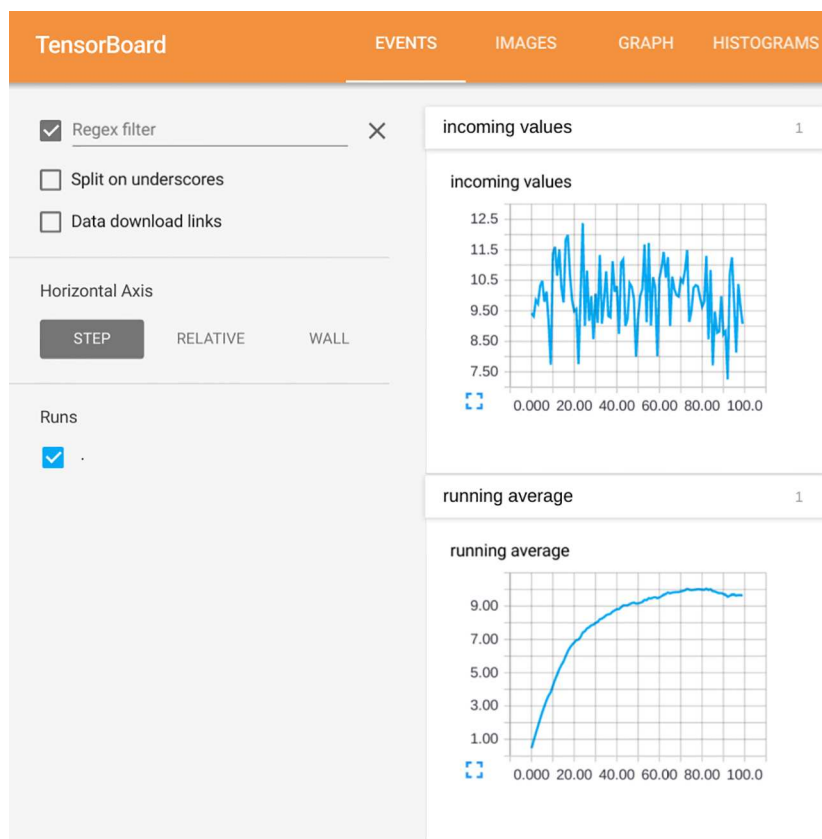 TensorBoard EVENTS IMAGES GRAPH HISTOGRAMS
Regex filter
Split on underscores
Data download links
Horizontal Axis
STEP RELATIVE WALL
Runs
.
incoming values 1
incoming values
12.5
11.5
10.5
9.50
8.50
7.50
0.000 20.00 40.00 60.00 80.00 100.0
running average 1
running average
9.00
7.00
5.00
3.00
1.00
0.000 20.00 40.00 60.00 80.00 100.0